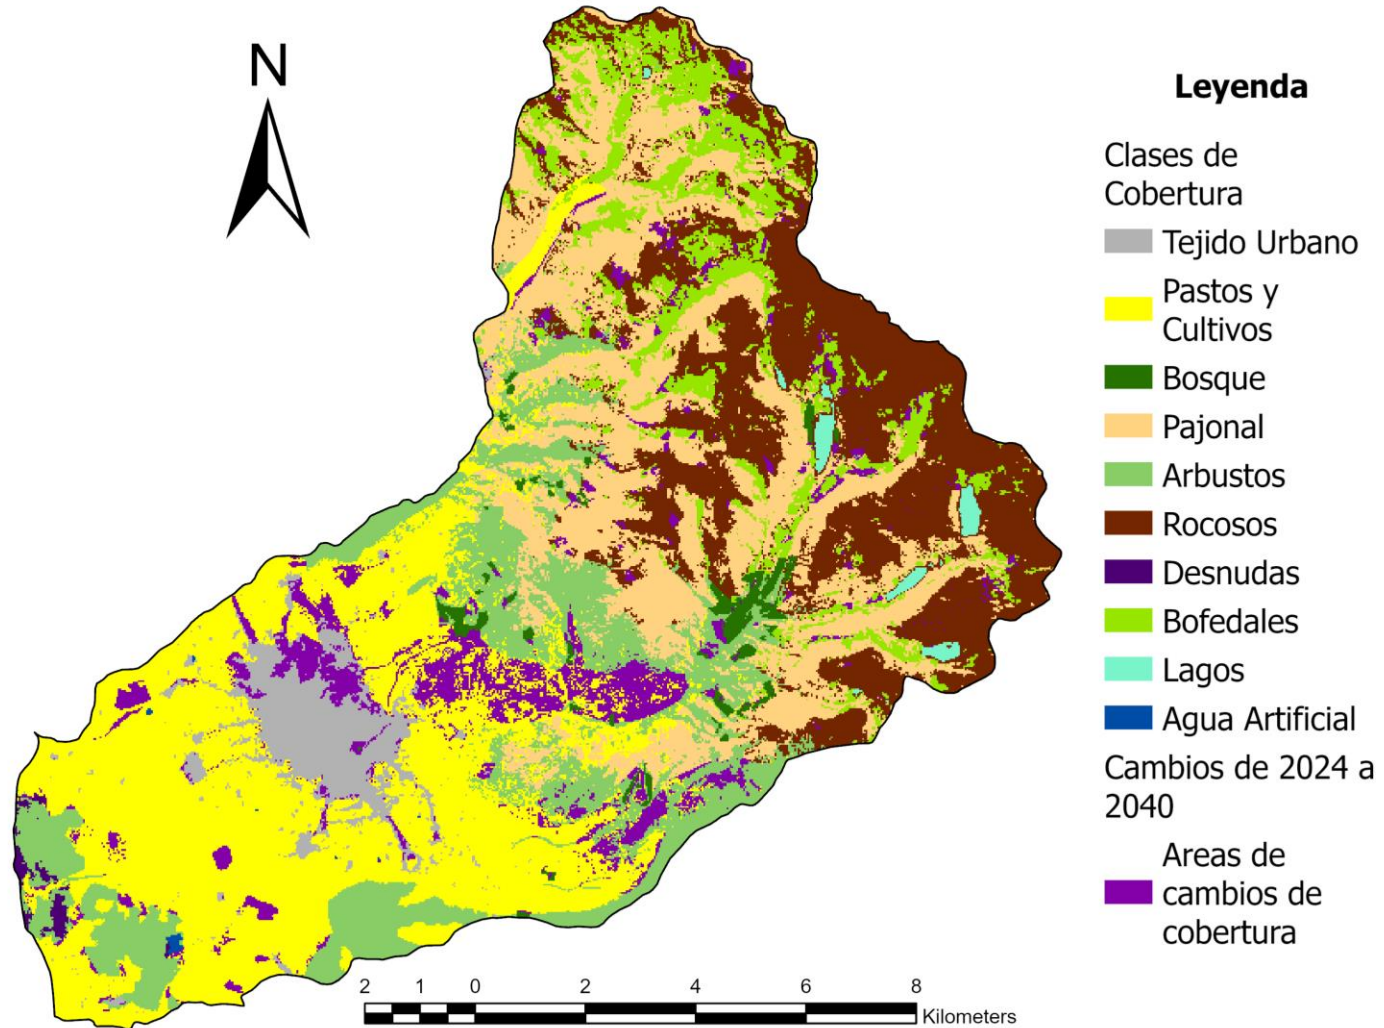 N
Leyenda
Clases de
Cobertura
Tejido Urbano
Pastos y
Cultivos
Bosque
Pajonal
Arbustos
Rocosos
Desnudas
Bofedales
Lagos
Agua Artificial
Cambios de 2024 a
2040
Areas de
cambios de
cobertura
2 1 0 2 4 6 8
Kilometers